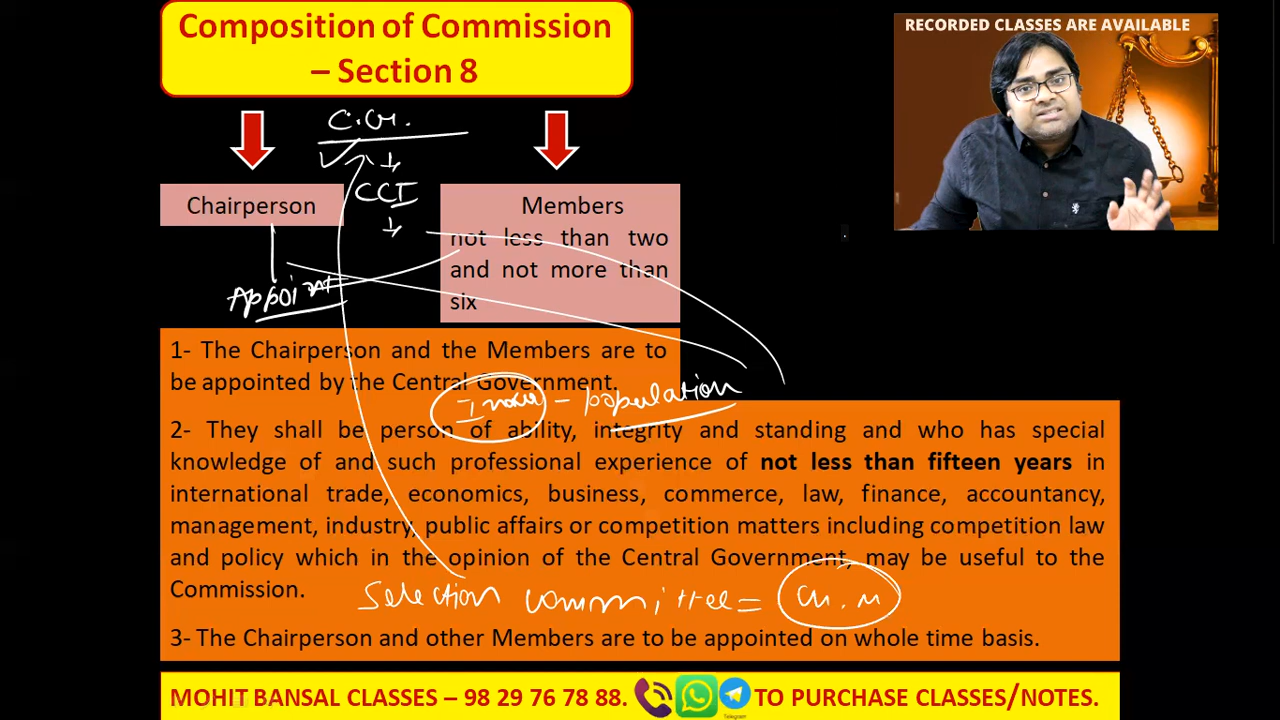 Composition of Commission
– Section 8
RECORDED CLASSES ARE AVAILABLE
C.G.
CCI
Chairperson
Members
not less than two
and not more than
six
Appoint
1- The Chairperson and the Members are to
be appointed by the Central Government.
population
2- They shall be person of ability, integrity and standing and who has special
knowledge of and such professional experience of not less than fifteen years in
international trade, economics, business, commerce, law, finance, accountancy,
management, industry, public affairs or competition matters including competition law
and policy which in the opinion of the Central Government, may be useful to the
Commission.
Selection committee = CH. M
3- The Chairperson and other Members are to be appointed on whole time basis.
MOHIT BANSAL CLASSES – 98 29 76 78 88. TO PURCHASE CLASSES/NOTES.
Telegram